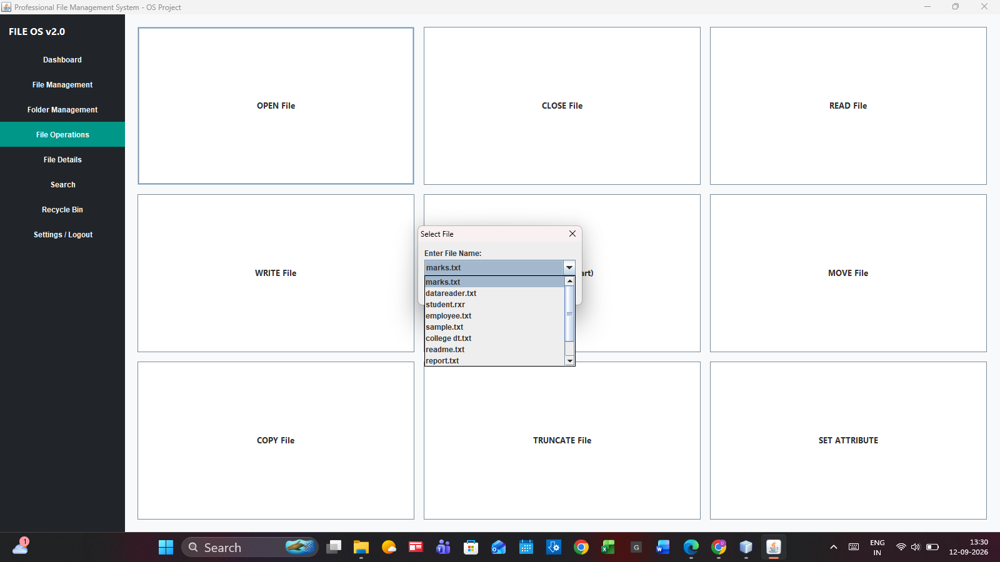 Professional File Management System - OS Project
FILE OS v2.0
Dashboard
File Management
Folder Management
File Operations
File Details
Search
Recycle Bin
Settings / Logout
OPEN File
CLOSE File
READ File
WRITE File
art)
MOVE File
COPY File
TRUNCATE File
SET ATTRIBUTE
Select File
Enter File Name:
marks.txt
marks.txt
datareader.txt
student.rxr
employee.txt
sample.txt
college dt.txt
readme.txt
report.txt
1
Search
G
D
ENG
IN
13:30
12-09-2026